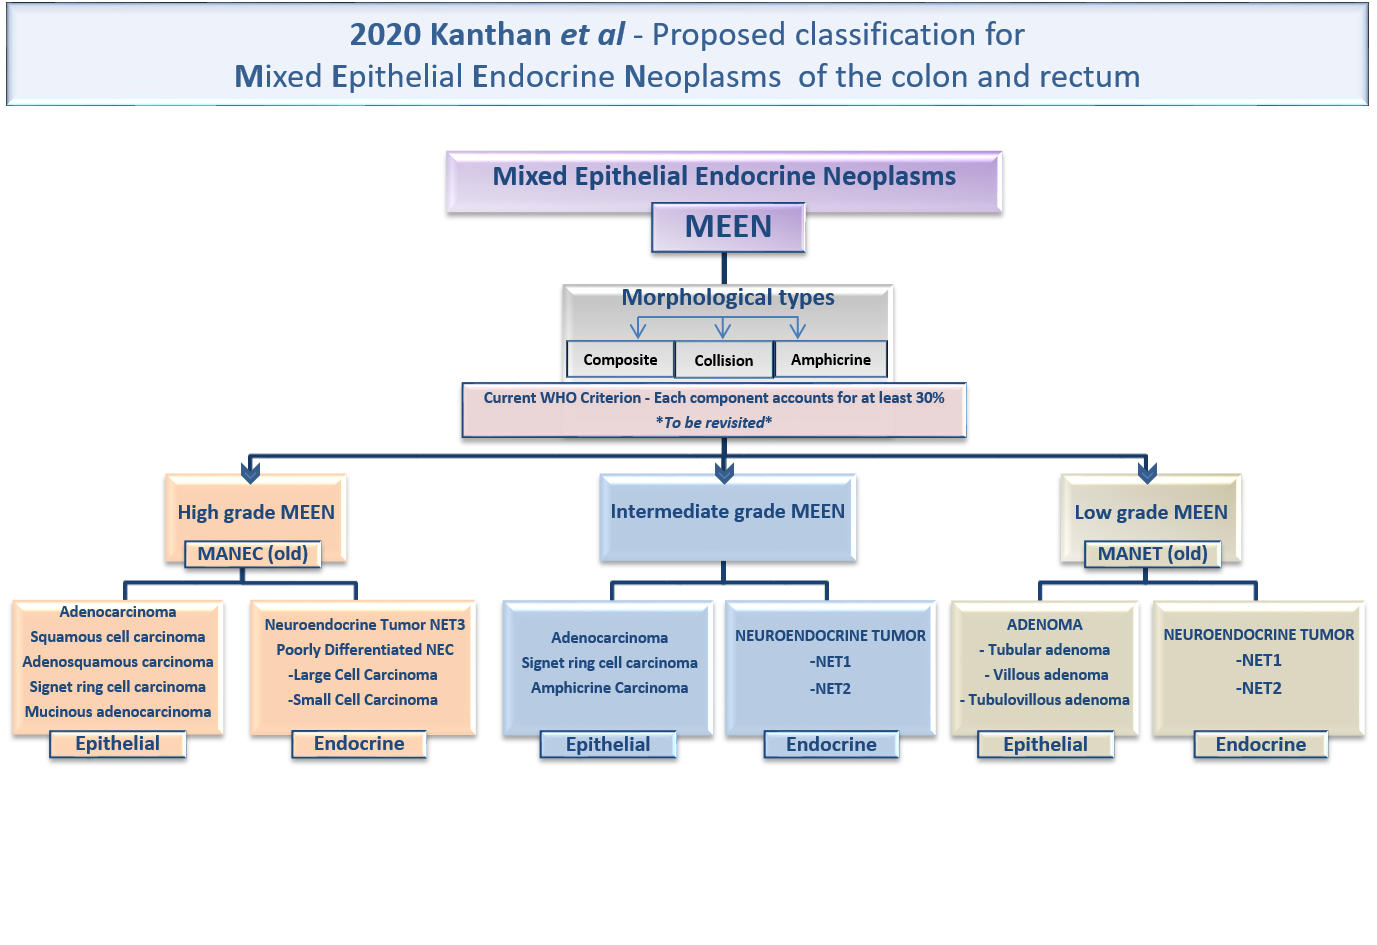 2020 Kanthan et al - Proposed classification for
Mixed Epithelial Endocrine Neoplasms of the colon and rectum
Mixed Epithelial Endocrine Neoplasms
MEEN
Morphological types
Composite
Collision
Amphicrine
Current WHO Criterion - Each component accounts for at least 30%
*To be revisited*
High grade MEEN
MANEC (old)
Adenocarcinoma
Squamous cell carcinoma
Adenosquamous carcinoma
Signet ring cell carcinoma
Mucinous adenocarcinoma
Epithelial
Neuroendocrine Tumor NET3
Poorly Differentiated NEC
-Large Cell Carcinoma
-Small Cell Carcinoma
Endocrine
Intermediate grade MEEN
Adenocarcinoma
Signet ring cell carcinoma
Amphicrine Carcinoma
Epithelial
NEUROENDOCRINE TUMOR
-NET1
-NET2
Endocrine
Low grade MEEN
MANET (old)
ADENOMA
- Tubular adenoma
- Villous adenoma
- Tubulovillous adenoma
Epithelial
NEUROENDOCRINE TUMOR
-NET1
-NET2
Endocrine